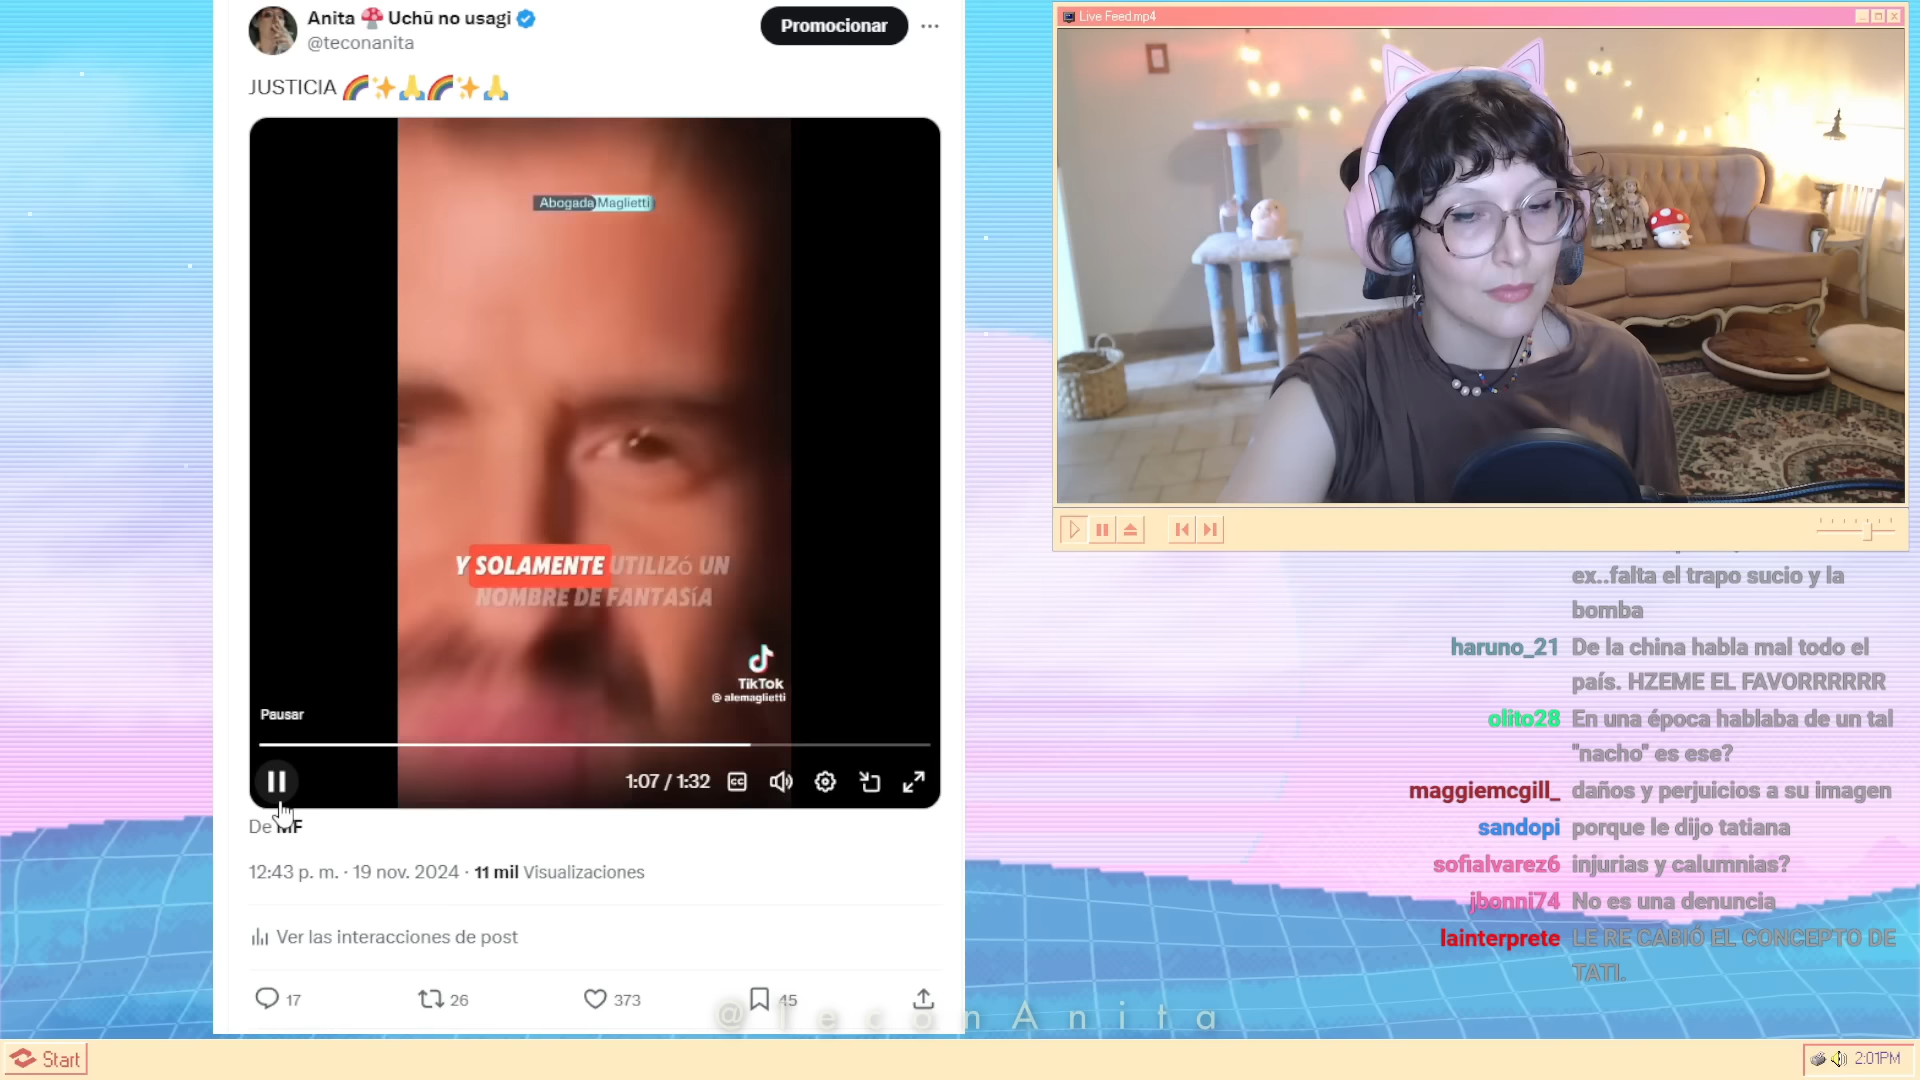 Anita 🍄 Uchū no usagi
@teconanita
Promocionar
JUSTICIA 🌈✨🙏🌈✨🙏
Abogada Maglietti
Y SOLAMENTE UTILIZó UN
NOMBRE DE FANTASíA
TikTok
@ alemaglietti
Pausar
1:07 / 1:32
De MF
12:43 p. m. · 19 nov. 2024 · 11 mil Visualizaciones
Ver las interacciones de post
17
26
373
45
@TeconAnita
Live Feed.mp4
ex..falta el trapo sucio y la
bomba
haruno_21 De la china habla mal todo el
país. HZEME EL FAVORRRRRR
olito28 En una época hablaba de un tal
"nacho" es ese?
maggiemcgill_ daños y perjuicios a su imagen
sandopi porque le dijo tatiana
sofialvarez6 injurias y calumnias?
jbonni74 No es una denuncia
lainterprete LE RE CABIÓ EL CONCEPTO DE
TATI.
Start
2:01PM